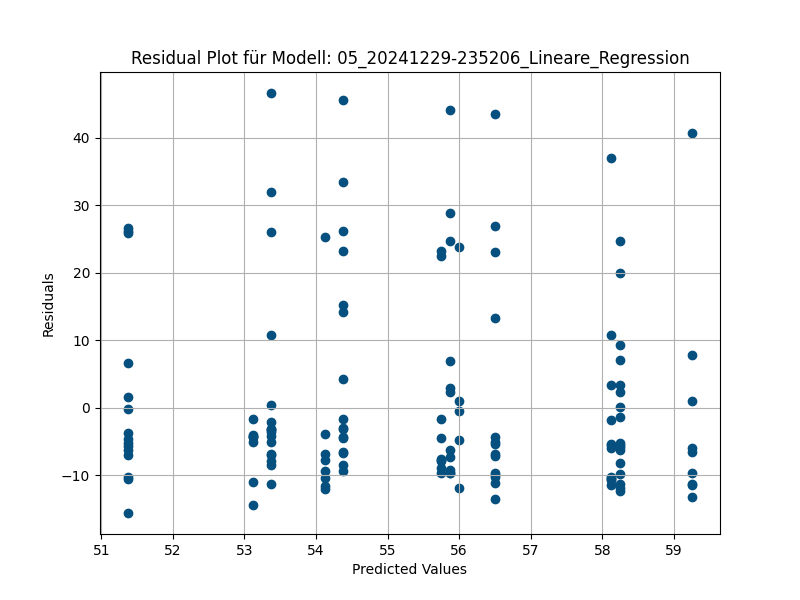 Residual Plot für Modell: 05_20241229-235206_Lineare_Regression
40
30
20
10
0
−10
Residuals
51 52 53 54 55 56 57 58 59
Predicted Values